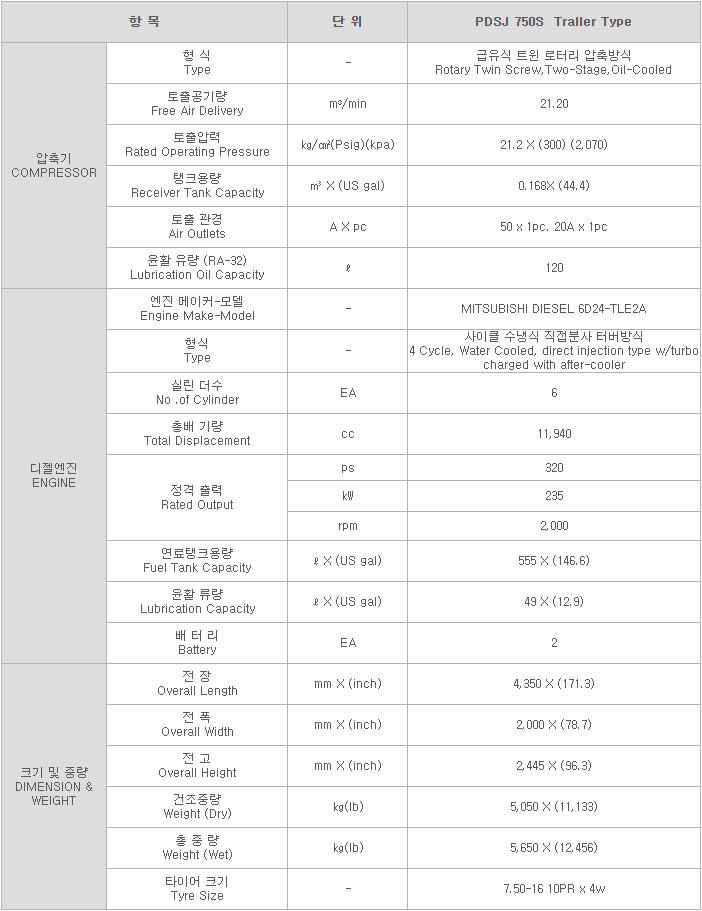 항 목 단 위 PDSJ 750S Traller Type
압축기
COMPRESSOR
형 식
Type
-
급유식 트윈 로터리 압축방식
Rotary Twin Screw,Two-Stage,Oil-Cooled
토출공기량
Free Air Delivery
m³/min
21.20
토출압력
Rated Operating Pressure
㎏/㎠(Psig)(kpa)
21.2 X (300) (2,070)
탱크용량
Receiver Tank Capacity
㎥ X (US gal)
0.168X (44.4)
토출 관경
Air Outlets
A X pc
50 x 1pc. 20A x 1pc
윤활 유량 (RA-32)
Lubrication Oil Capacity
ℓ
120
디젤엔진
ENGINE
엔진 메이커-모델
Engine Make-Model
-
MITSUBISHI DIESEL 6D24-TLE2A
형식
Type
-
사이클 수냉식 직접분사 터버방식
4 Cycle, Water Cooled, direct injection type w/turbo
charged with after-cooler
실린 더수
No .of Cylinder
EA
6
총배 기량
Total Displacement
cc
11,940
정격 출력
Rated Output
ps
320
㎾
235
rpm
2,000
연료탱크용량
Fuel Tank Capacity
ℓ X (US gal)
555 X (146.6)
윤활 류량
Lubrication Capacity
ℓ X (US gal)
49 X (12.9)
배 터 리
Battery
EA
2
크기 및 중량
DIMENSION &
WEIGHT
전 장
Overall Length
mm X (inch)
4,350 X (171.3)
전 폭
Overall Width
mm X (inch)
2,000 X (78.7)
전 고
Overall Height
mm X (inch)
2,445 X (96.3)
건조중량
Weight (Dry)
㎏(lb)
5,050 X (11,133)
총 중 량
Weight (Wet)
㎏(lb)
5,650 X (12,456)
타이어 크기
Tyre Size
-
7.50-16 10PR x 4w